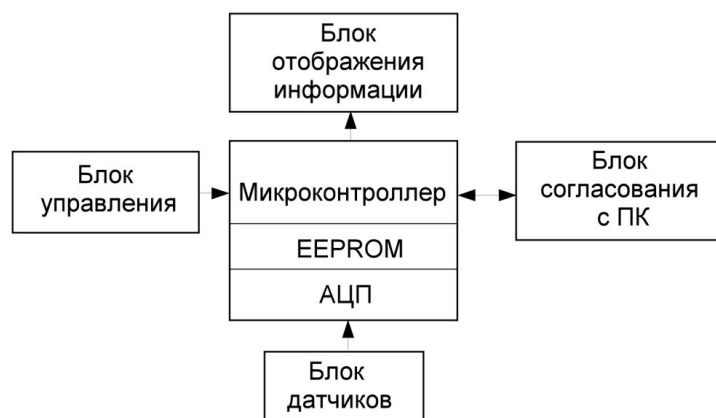 Блок
отображения
информации
Блок
управления
Микроконтроллер
EEPROM
АЦП
Блок
согласования
с ПК
Блок
датчиков